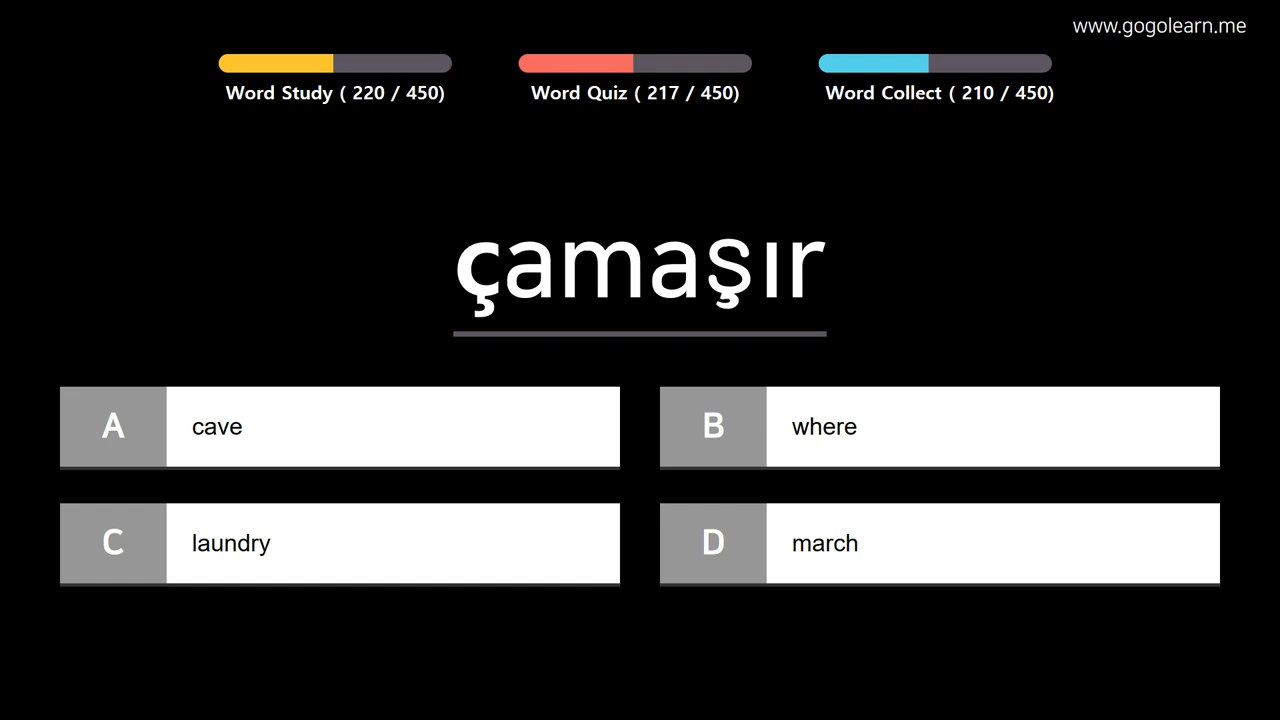 www.gogolearn.me
Word Study ( 220 / 450)
Word Quiz ( 217 / 450)
Word Collect ( 210 / 450)
çamaşır
A cave
B where
C laundry
D march